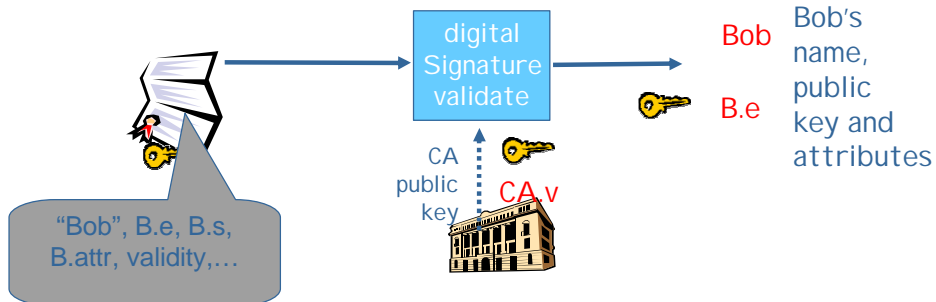 digital
Signature
validate
Bob
B.e
Bob's
name,
public
key and
attributes
CA
public
key
CA.v
“Bob”, B.e, B.s,
B.attr, validity,…